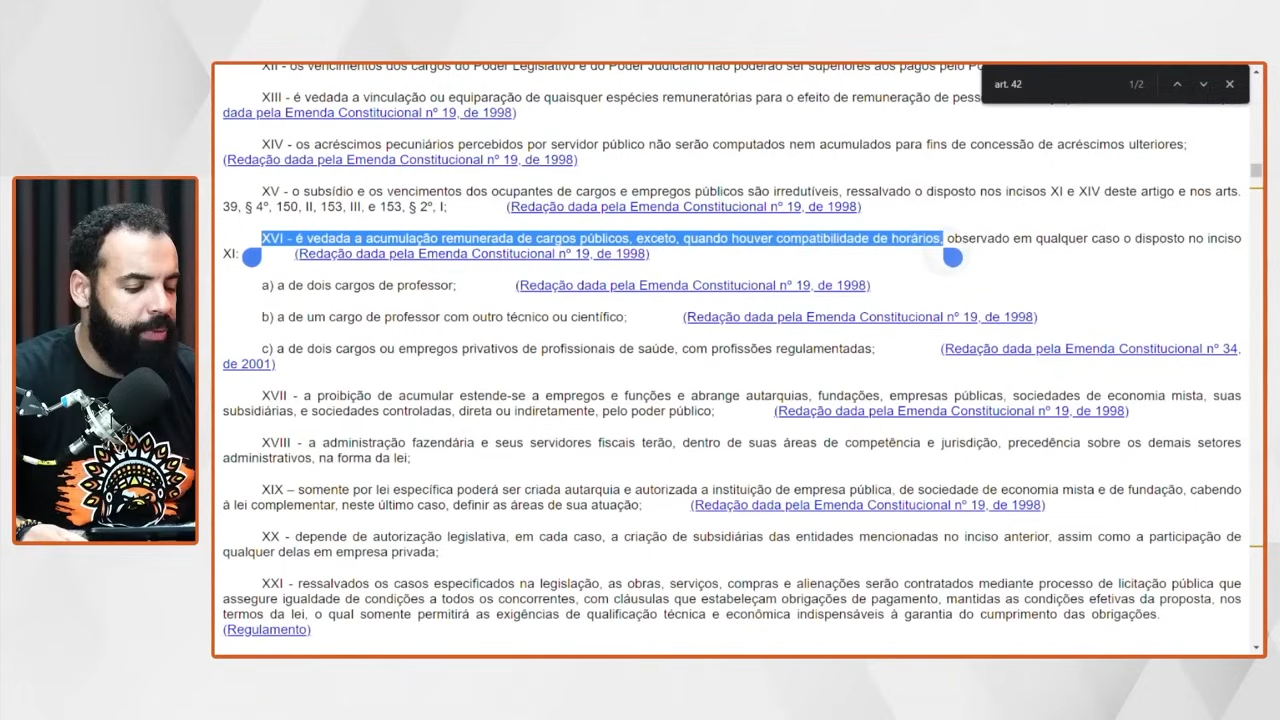 XII - os vencimentos dos cargos do Poder Legislativo e do Poder Judiciário não poderão ser superiores aos pagos pelo
art. 42
1/2
XIII - é vedada a vinculação ou equiparação de quaisquer espécies remuneratórias para o efeito de remuneração de
dada pela Emenda Constitucional nº 19, de 1998)
XIV - os acréscimos pecuniários percebidos por servidor público não serão computados nem acumulados para fins de concessão de acréscimos ulteriores;
(Redação dada pela Emenda Constitucional nº 19, de 1998)
XV - o subsídio e os vencimentos dos ocupantes de cargos e empregos públicos são irredutíveis, ressalvado o disposto nos incisos XI e XIV deste artigo e nos arts.
39, § 4º, 150, II, 153, III, e 153, § 2º, I; (Redação dada pela Emenda Constitucional nº 19, de 1998)
XVI - é vedada a acumulação remunerada de cargos públicos, exceto, quando houver compatibilidade de horários, observado em qualquer caso o disposto no inciso
XI: (Redação dada pela Emenda Constitucional nº 19, de 1998)
a) a de dois cargos de professor; (Redação dada pela Emenda Constitucional nº 19, de 1998)
b) a de um cargo de professor com outro técnico ou científico; (Redação dada pela Emenda Constitucional nº 19, de 1998)
c) a de dois cargos ou empregos privativos de profissionais de saúde, com profissões regulamentadas; (Redação dada pela Emenda Constitucional nº 34,
de 2001)
XVII - a proibição de acumular estende-se a empregos e funções e abrange autarquias, fundações, empresas públicas, sociedades de economia mista, suas
subsidiárias, e sociedades controladas, direta ou indiretamente, pelo poder público; (Redação dada pela Emenda Constitucional nº 19, de 1998)
XVIII - a administração fazendária e seus servidores fiscais terão, dentro de suas áreas de competência e jurisdição, precedência sobre os demais setores
administrativos, na forma da lei;
XIX – somente por lei específica poderá ser criada autarquia e autorizada a instituição de empresa pública, de sociedade de economia mista e de fundação, cabendo
à lei complementar, neste último caso, definir as áreas de sua atuação; (Redação dada pela Emenda Constitucional nº 19, de 1998)
XX - depende de autorização legislativa, em cada caso, a criação de subsidiárias das entidades mencionadas no inciso anterior, assim como a participação de
qualquer delas em empresa privada;
XXI - ressalvados os casos especificados na legislação, as obras, serviços, compras e alienações serão contratados mediante processo de licitação pública que
assegure igualdade de condições a todos os concorrentes, com cláusulas que estabeleçam obrigações de pagamento, mantidas as condições efetivas da proposta, nos
termos da lei, o qual somente permitirá as exigências de qualificação técnica e econômica indispensáveis à garantia do cumprimento das obrigações.
(Regulamento)